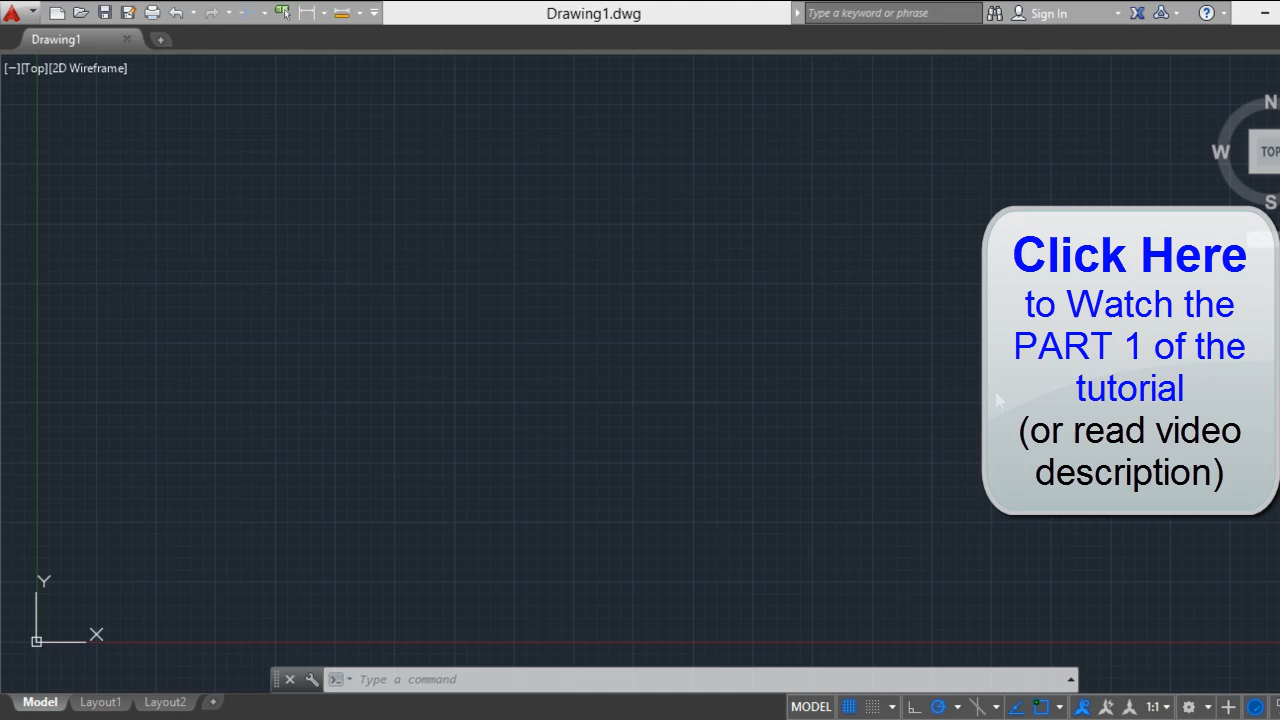 Drawing1.dwg
Type a keyword or phrase
Sign In
Drawing1
[−][Top][2D Wireframe]
N
W
TOP
S
Click Here
to Watch the
PART 1 of the
tutorial
(or read video
description)
Y
X
Type a command
Model
Layout1
Layout2
MODEL
1:1